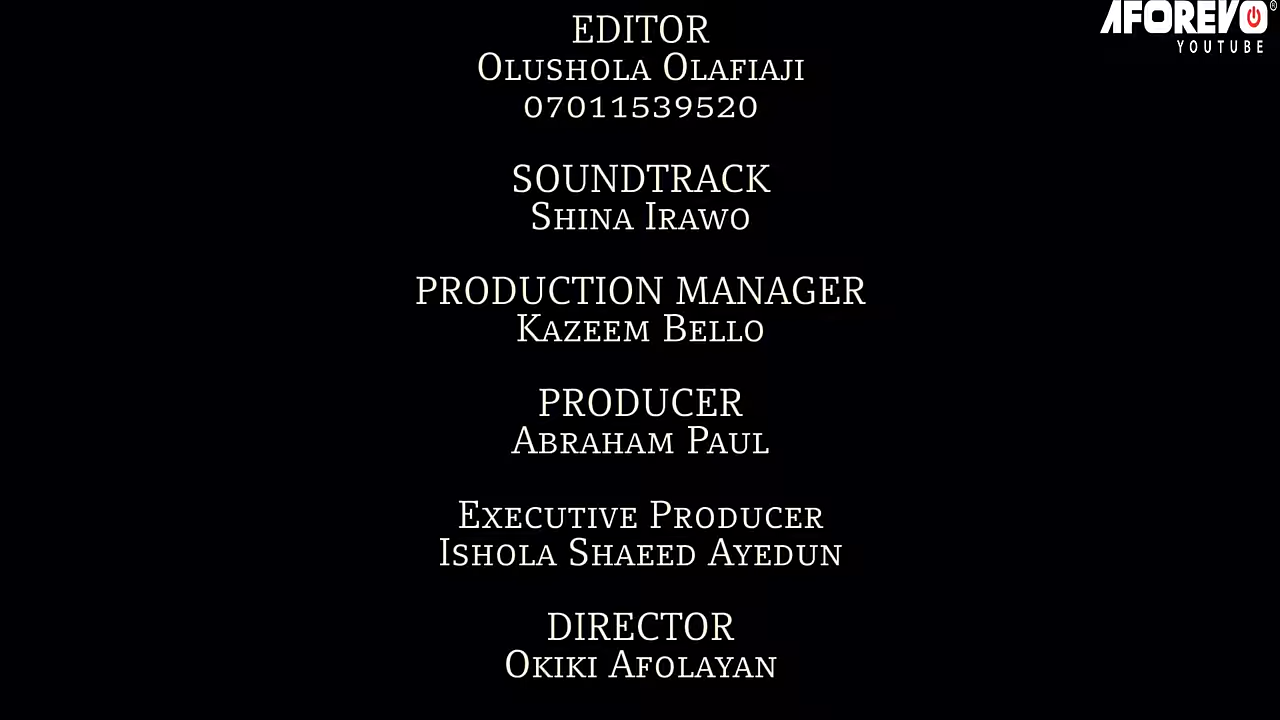 AFOREVO®
YOUTUBE
EDITOR
Olushola Olafiaji
07011539520
SOUNDTRACK
Shina Irawo
PRODUCTION MANAGER
Kazeem Bello
PRODUCER
Abraham Paul
Executive Producer
Ishola Shaeed Ayedun
DIRECTOR
Okiki Afolayan